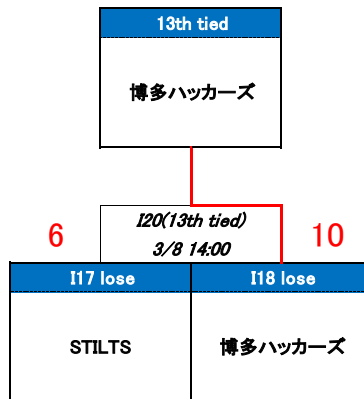 13th tied
博多ハッカーズ
I20(13th tied)
3/8 14:00
6
10
I17 lose
I18 lose
STILTS
博多ハッカーズ